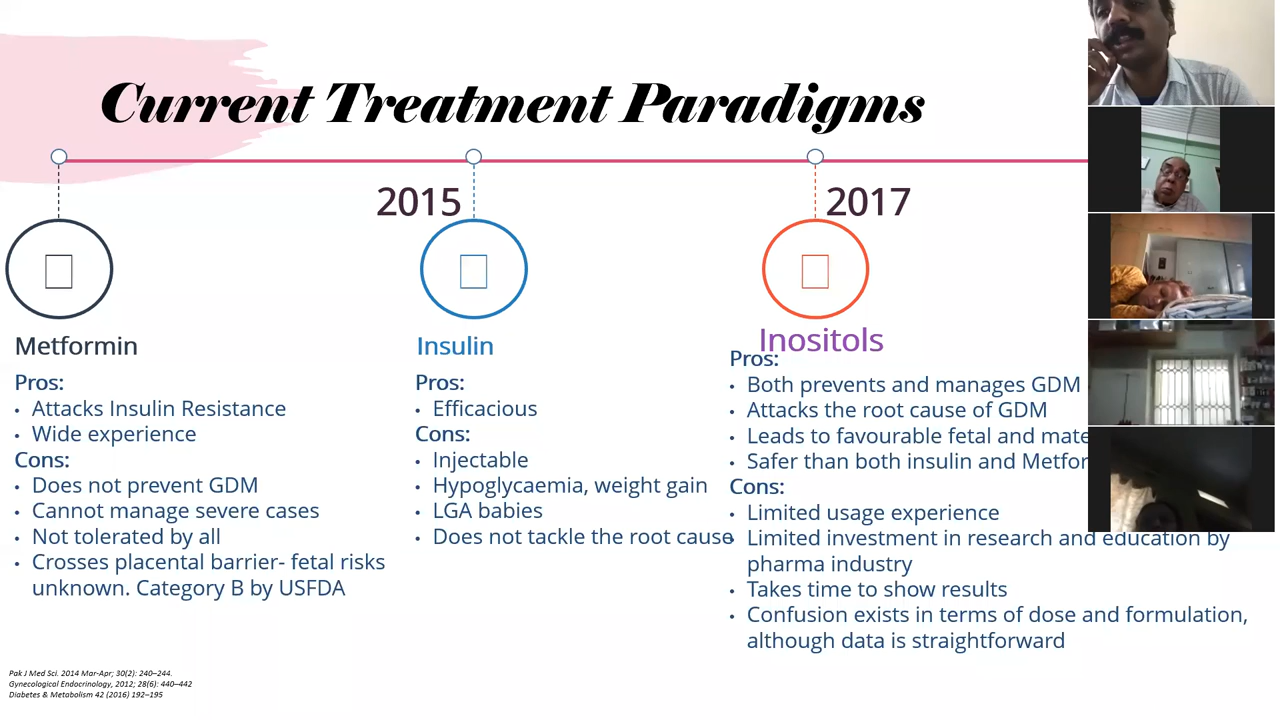 Current Treatment Paradigms
2015
2017
Metformin
Pros:
• Attacks Insulin Resistance
• Wide experience
Cons:
• Does not prevent GDM
• Cannot manage severe cases
• Not tolerated by all
• Crosses placental barrier- fetal risks
unknown. Category B by USFDA
Insulin
Pros:
• Efficacious
Cons:
• Injectable
• Hypoglycaemia, weight gain
• LGA babies
• Does not tackle the root cause
Inositols
Pros:
• Both prevents and manages GDM
• Attacks the root cause of GDM
• Leads to favourable fetal and mate
• Safer than both insulin and Metfor
Cons:
• Limited usage experience
• Limited investment in research and education by
pharma industry
• Takes time to show results
• Confusion exists in terms of dose and formulation,
although data is straightforward
Pak J Med Sci. 2014 Mar-Apr; 30(2): 240–244.
Gynecological Endocrinology, 2012; 28(6): 440–442
Diabetes & Metabolism 42 (2016) 192–195